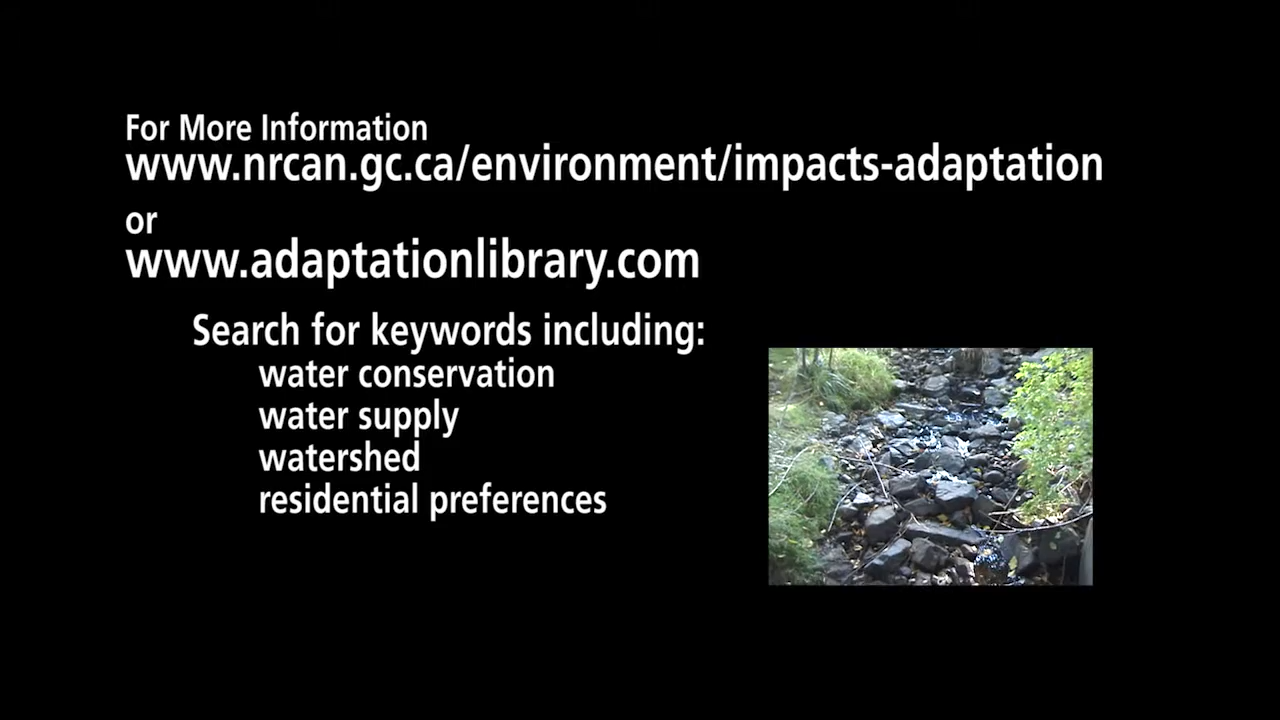 For More Information
www.nrcan.gc.ca/environment/impacts-adaptation
or
www.adaptationlibrary.com
Search for keywords including:
water conservation
water supply
watershed
residential preferences